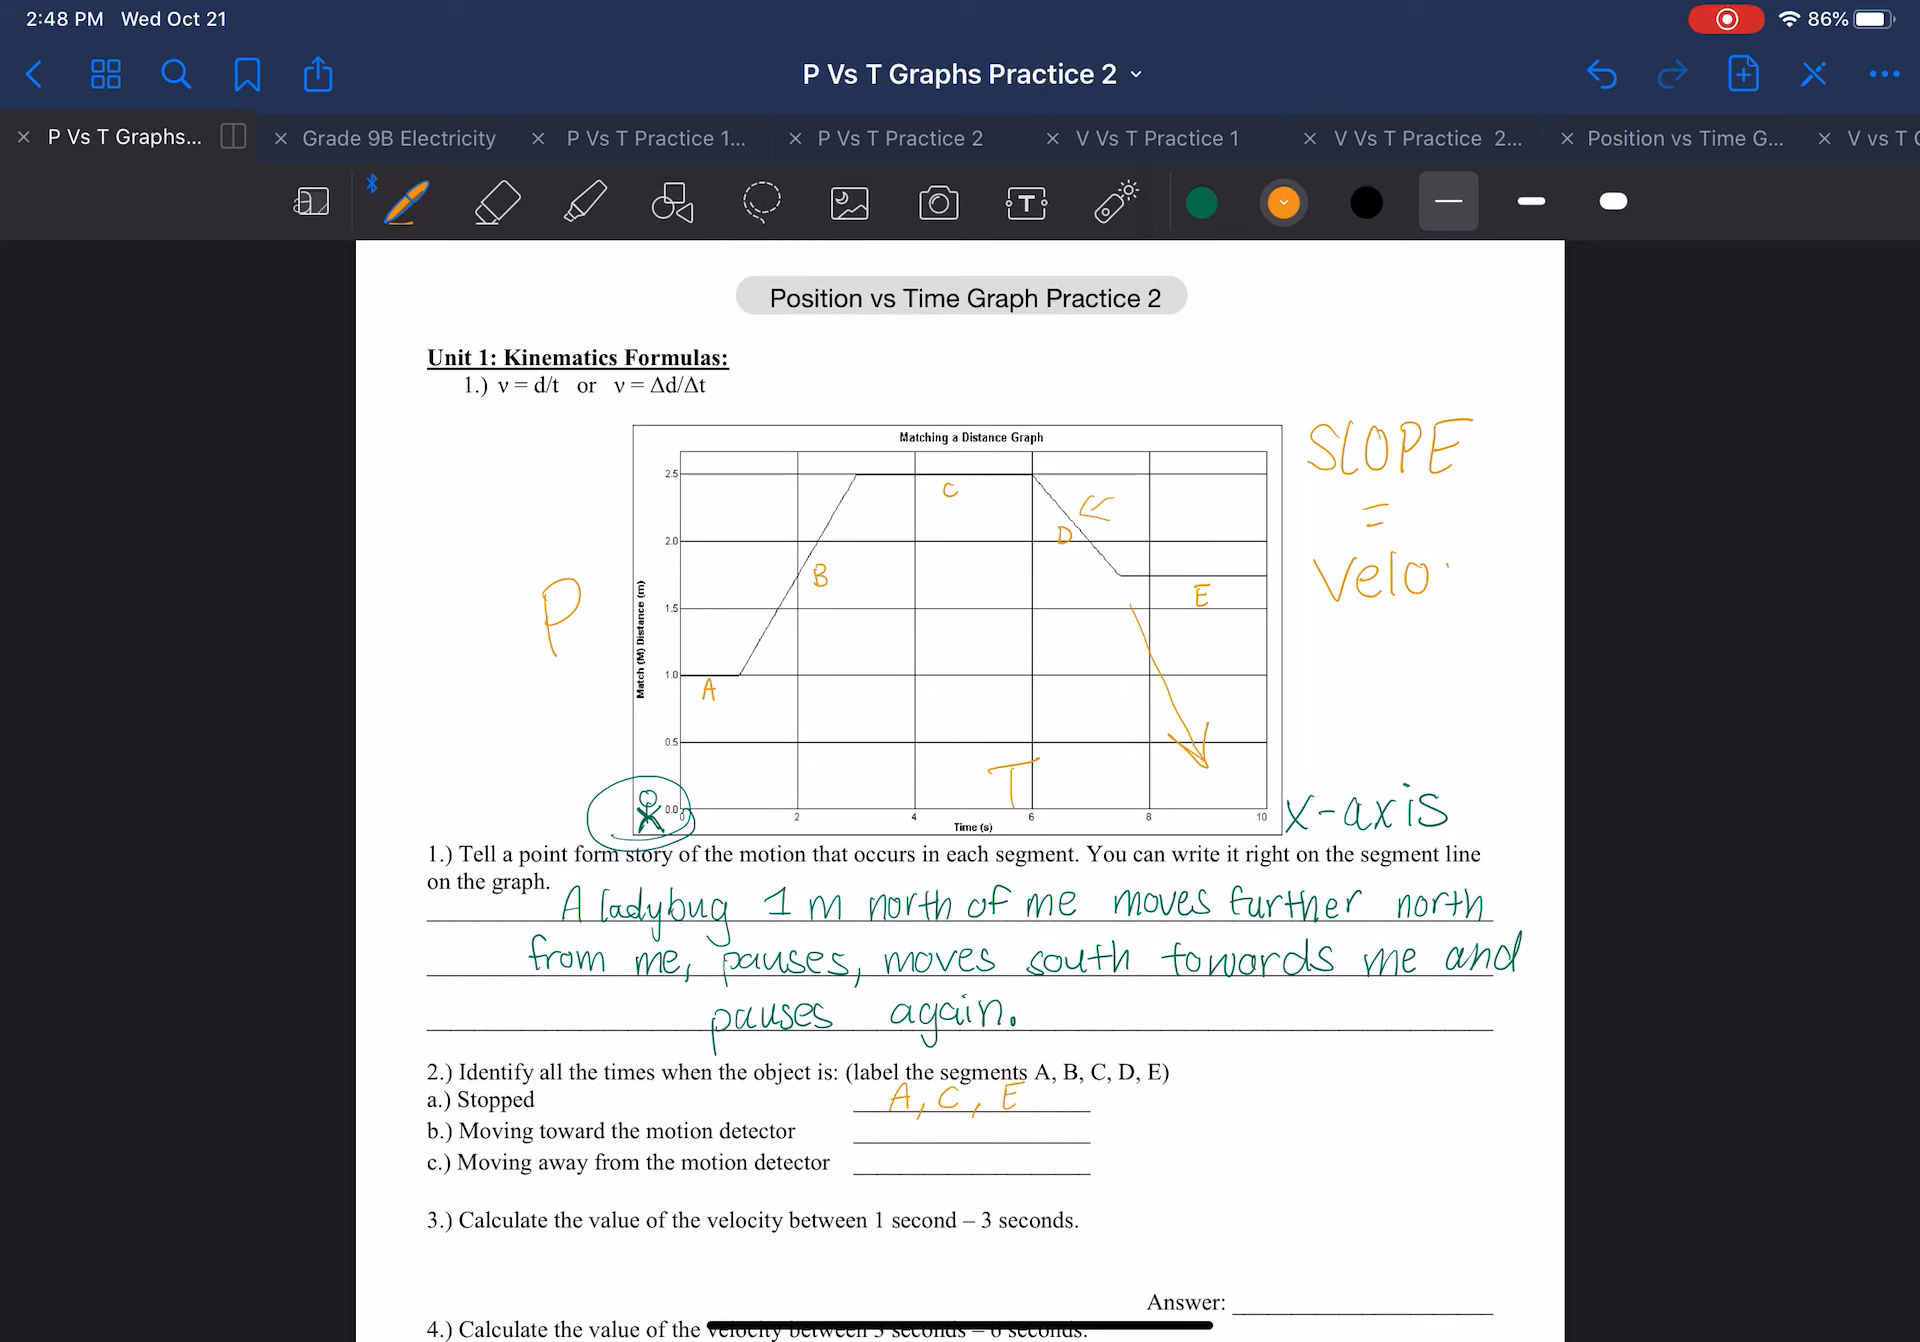 2:48 PM Wed Oct 21
86%
P Vs T Graphs Practice 2
P Vs T Graphs...
Grade 9B Electricity
P Vs T Practice 1...
P Vs T Practice 2
V Vs T Practice 1
V Vs T Practice 2...
Position vs Time G...
V vs T
Position vs Time Graph Practice 2
Unit 1: Kinematics Formulas:
1.) v = d/t or v = Δd/Δt
Matching a Distance Graph
SLOPE
=
Velo.
2.5
2.0
1.5
1.0
0.5
0.0
Match (M) Distance (m)
P
A
B
C
D
E
T
0
2
4
6
8
10
Time (s)
x-axis
1.) Tell a point form story of the motion that occurs in each segment. You can write it right on the segment line
on the graph.
A ladybug 1 m north of me moves further north
from me, pauses, moves south towards me and
pauses again.
2.) Identify all the times when the object is: (label the segments A, B, C, D, E)
a.) Stopped A, C, E
b.) Moving toward the motion detector
c.) Moving away from the motion detector
3.) Calculate the value of the velocity between 1 second – 3 seconds.
Answer:
4.) Calculate the value of the velocity between 3 seconds – 6 seconds.